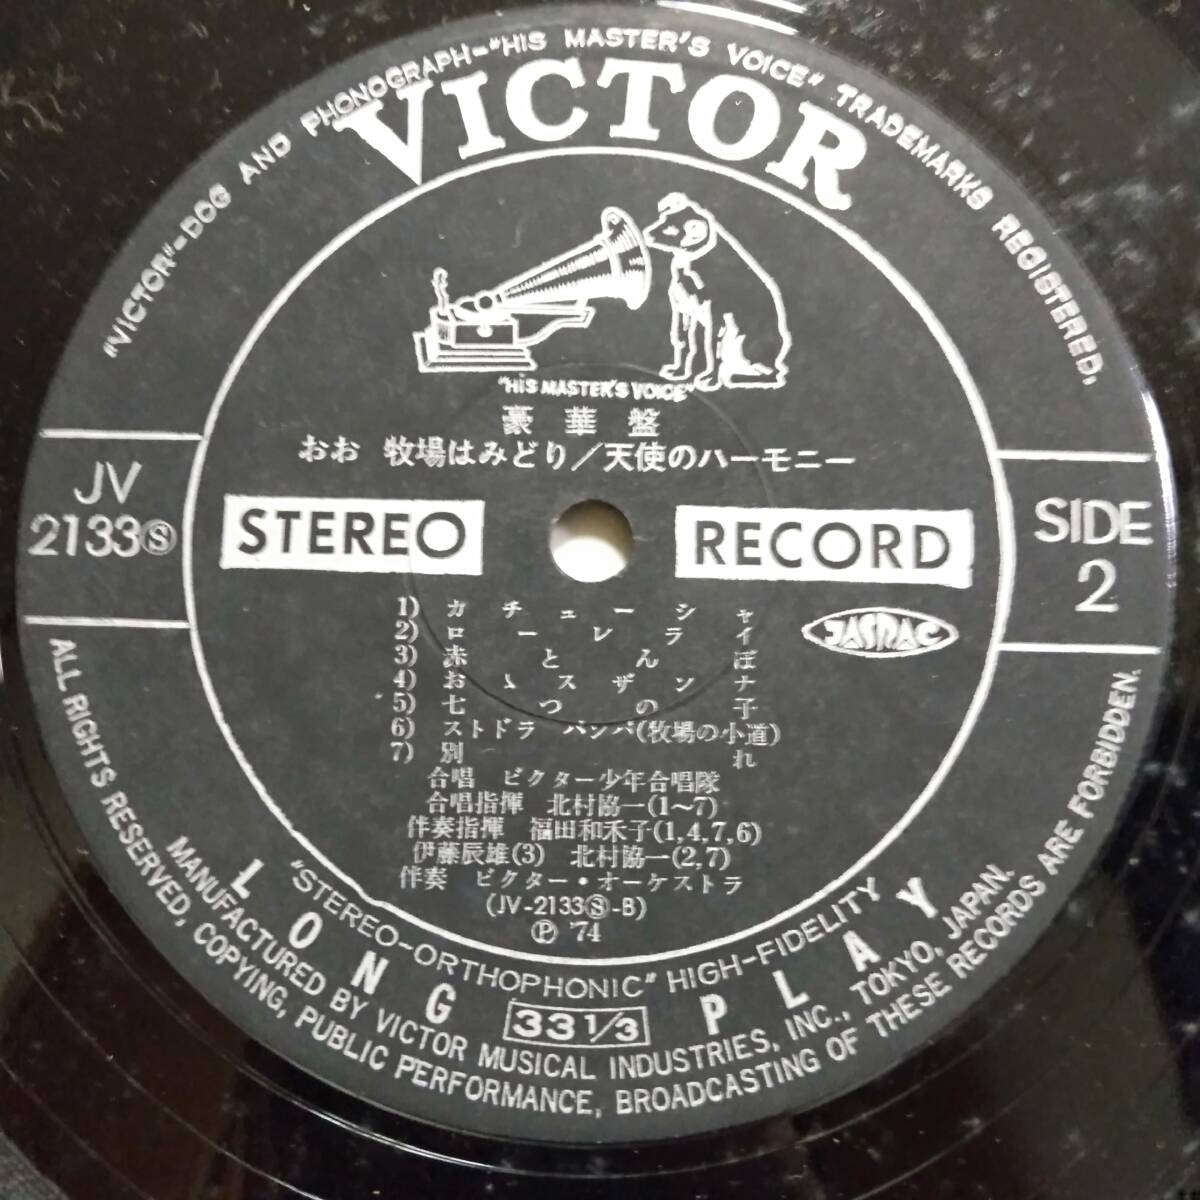 "VICTOR"=DOG AND PHONOGRAPH="HIS MASTER'S VOICE" TRADEMARKS REGISTERED,
VICTOR
"HIS MASTER'S VOICE"
豪華盤
おお 牧場はみどり/天使のハーモニー
JV
2133Ⓢ
STEREO RECORD
SIDE
2
JASRAC
1) カチューシャ
2) ローレライ
3) 赤とんぼ
4) おゝスザンナ
5) 七つの子
6) ストドラ パンパ(牧場の小道)
7) 別れ
合唱 ビクター少年合唱隊
合唱指揮 北村協一(1~7)
伴奏指揮 福田和禾子(1,4,7,6)
伊藤辰雄(3) 北村協一(2,7)
伴奏 ビクター・オーケストラ
(JV-2133Ⓢ-B)
Ⓟ '74
"STEREO-ORTHOPHONIC" HIGH-FIDELITY
LONG 33 1/3 PLAY
MANUFACTURED BY VICTOR MUSICAL INDUSTRIES, INC., TOKYO, JAPAN.
ALL RIGHTS RESERVED, COPYING, PUBLIC PERFORMANCE, BROADCASTING OF THESE RECORDS ARE FORBIDDEN.